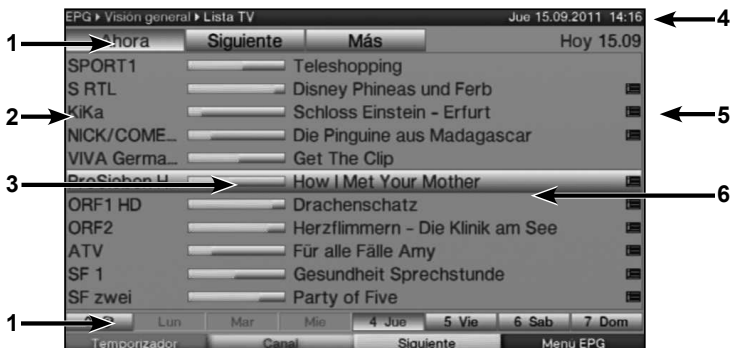 EPG ▸ Visión general ▸ Lista TV Jue 15.09.2011 14:16
4
1
Ahora Siguiente Más Hoy 15.09
SPORT1 Teleshopping
S RTL Disney Phineas und Ferb
2 KiKa Schloss Einstein - Erfurt 5
NICK/COME... Die Pinguine aus Madagascar
VIVA Germa... Get The Clip
3 ProSieben H How I Met Your Mother
6
ORF1 HD Drachenschatz
ORF2 Herzflimmern - Die Klinik am See
ATV Für alle Fälle Amy
SF 1 Gesundheit Sprechstunde
SF zwei Party of Five
1 Lun Mar Mie 4 Jue 5 Vie 6 Sab 7 Dom
Temporizador Canal Siguiente Menu EPG